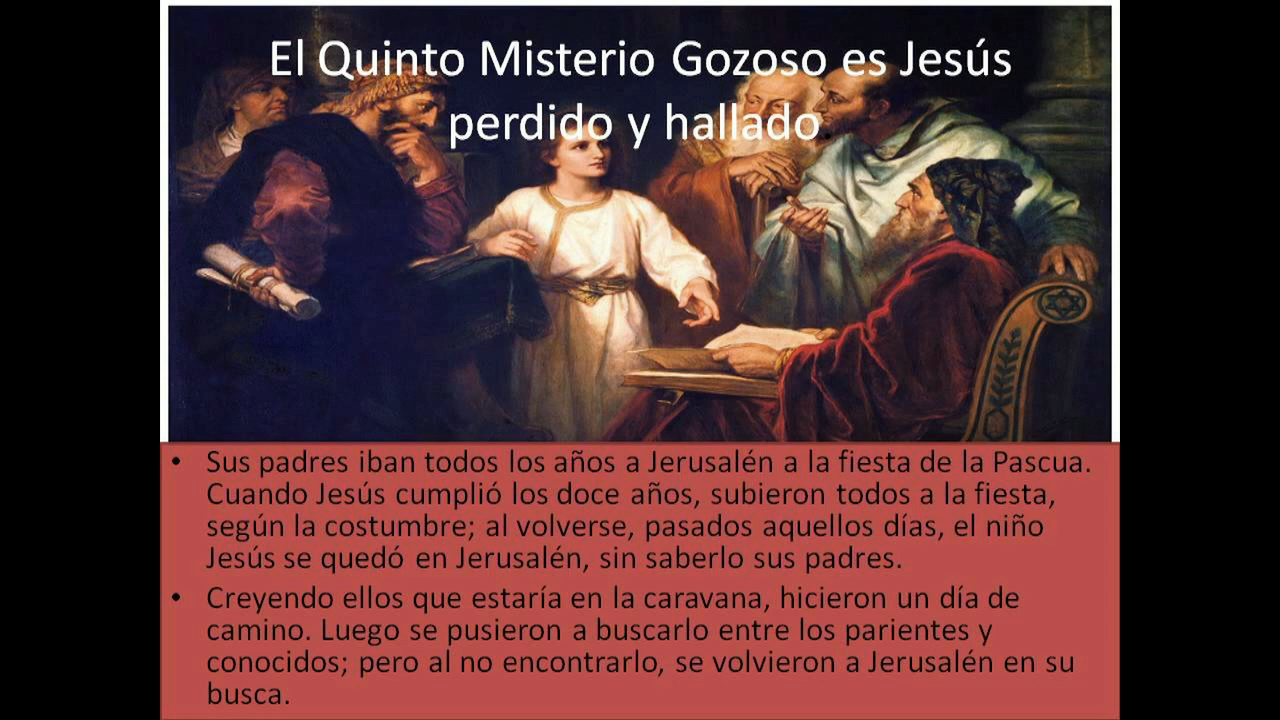 El Quinto Misterio Gozoso es Jesús
perdido y hallado.
• Sus padres iban todos los años a Jerusalén a la fiesta de la Pascua.
Cuando Jesús cumplió los doce años, subieron todos a la fiesta,
según la costumbre; al volverse, pasados aquellos días, el niño
Jesús se quedó en Jerusalén, sin saberlo sus padres.
• Creyendo ellos que estaría en la caravana, hicieron un día de
camino. Luego se pusieron a buscarlo entre los parientes y
conocidos; pero al no encontrarlo, se volvieron a Jerusalén en su
busca.